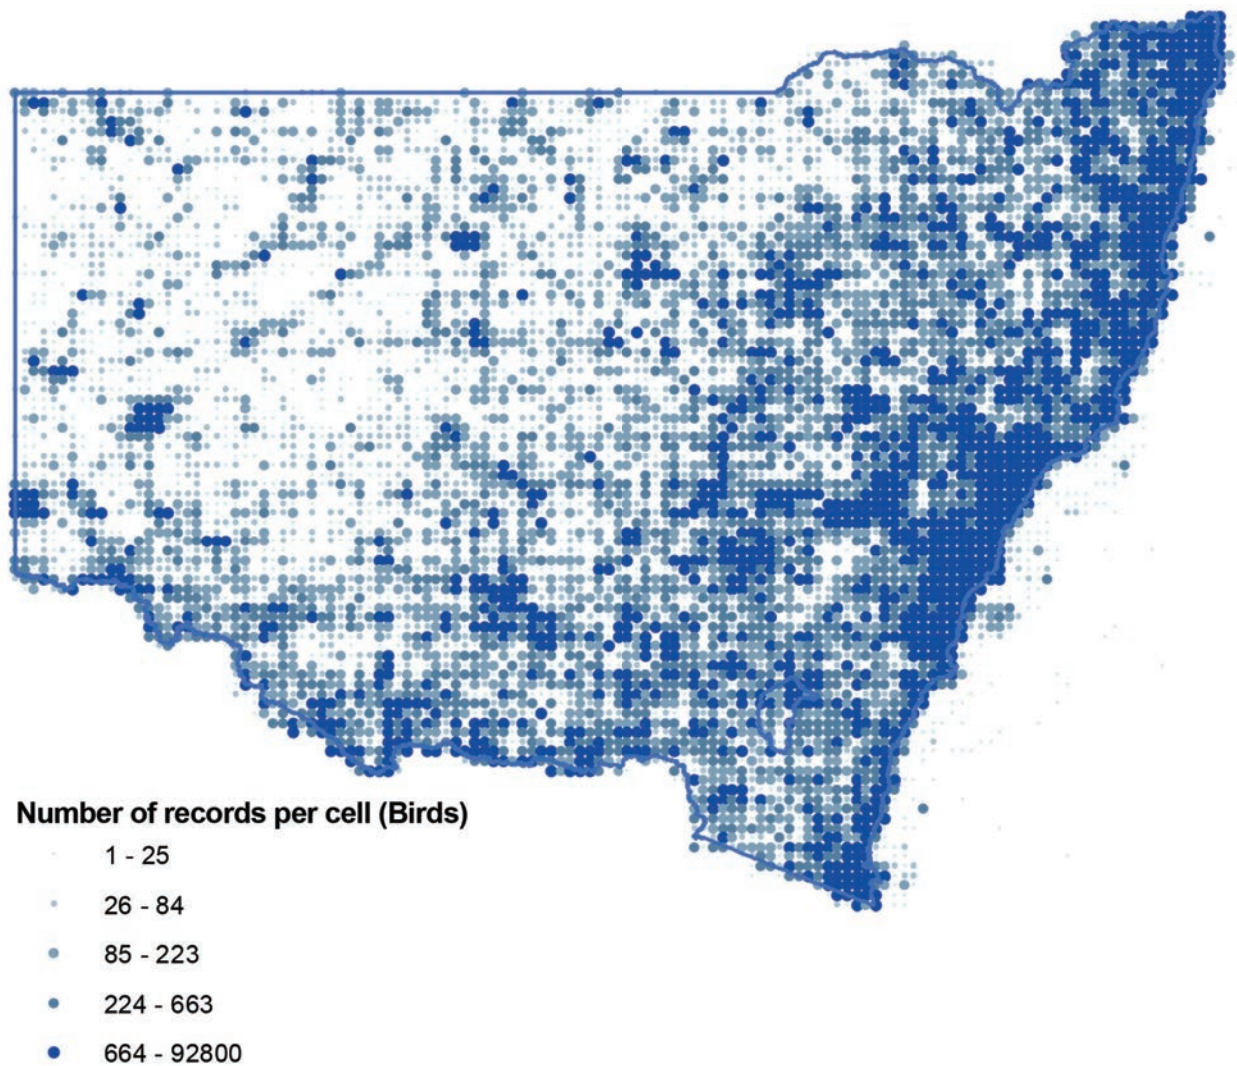 Number of records per cell (Birds)
1 - 25
26 - 84
85 - 223
224 - 663
664 - 92800